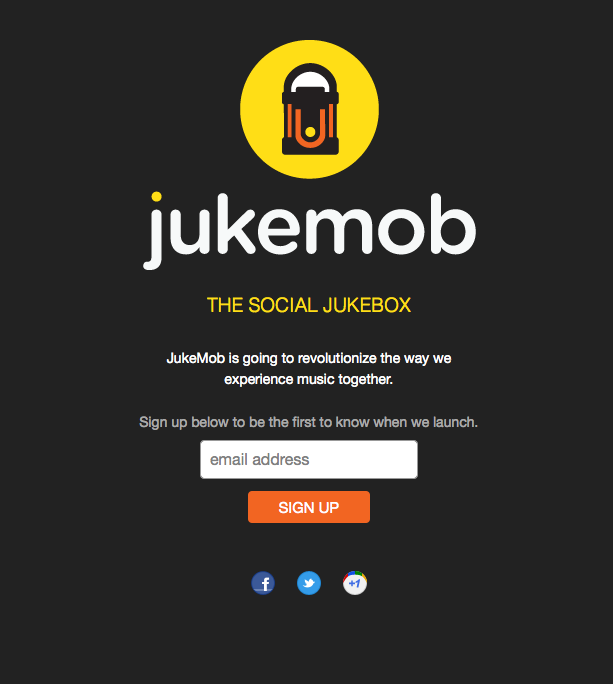 jukemob
THE SOCIAL JUKEBOX
JukeMob is going to revolutionize the way we
experience music together.
Sign up below to be the first to know when we launch.
email address
SIGN UP
f
+1